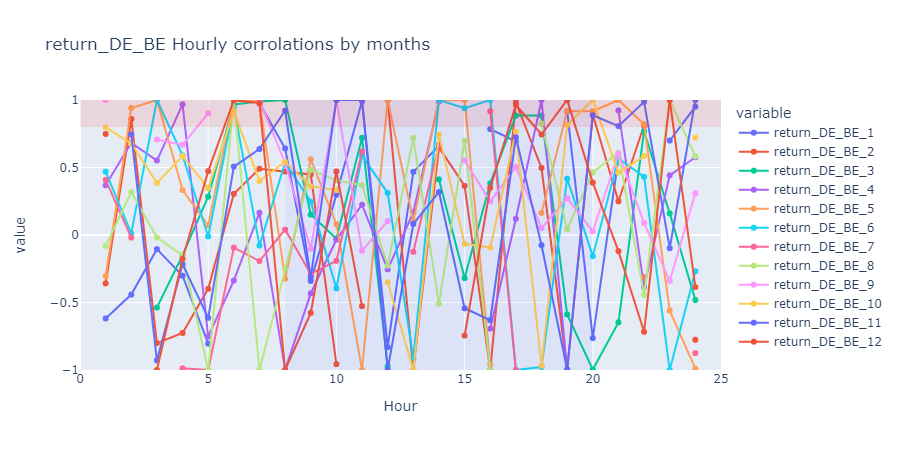 return_DE_BE Hourly corrolations by months
1
0.5
0
−0.5
−1
value
0
5
10
15
20
25
Hour
variable
return_DE_BE_1
return_DE_BE_2
return_DE_BE_3
return_DE_BE_4
return_DE_BE_5
return_DE_BE_6
return_DE_BE_7
return_DE_BE_8
return_DE_BE_9
return_DE_BE_10
return_DE_BE_11
return_DE_BE_12